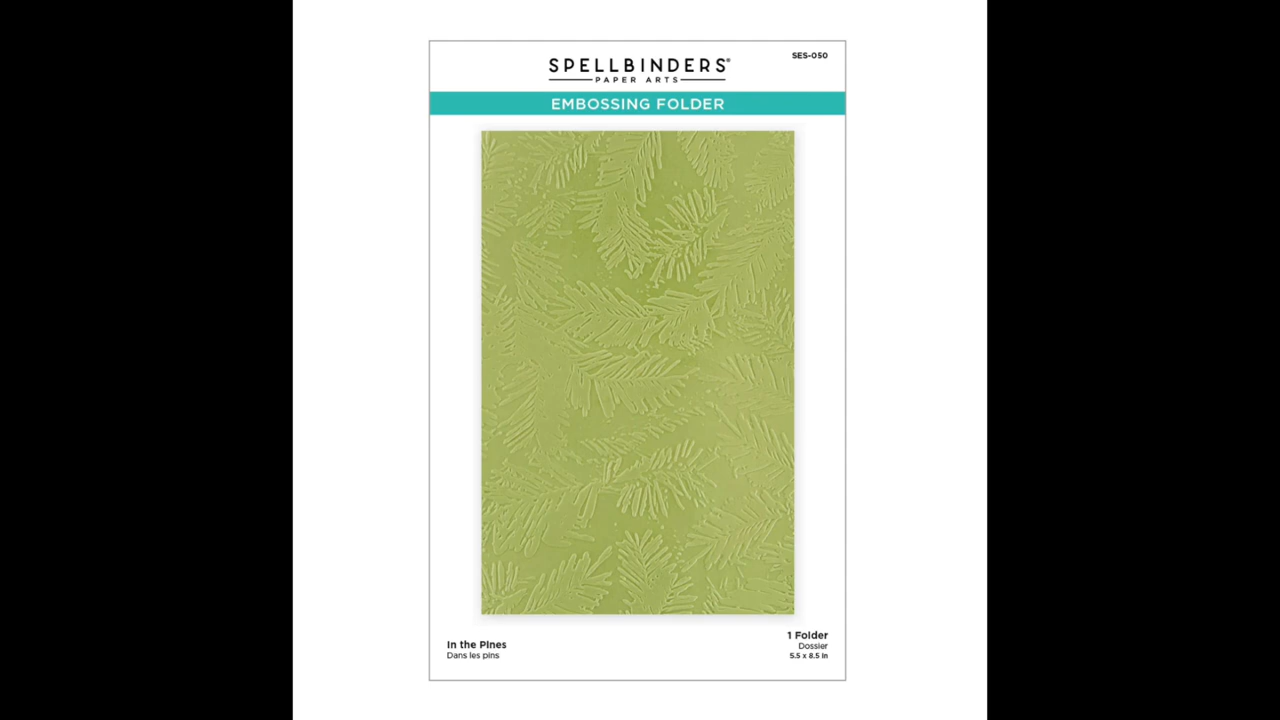 SES-050
SPELLBINDERS®
PAPER ARTS
EMBOSSING FOLDER
In the Pines
Dans les pins
1 Folder
Dossier
5.5 x 8.5 in